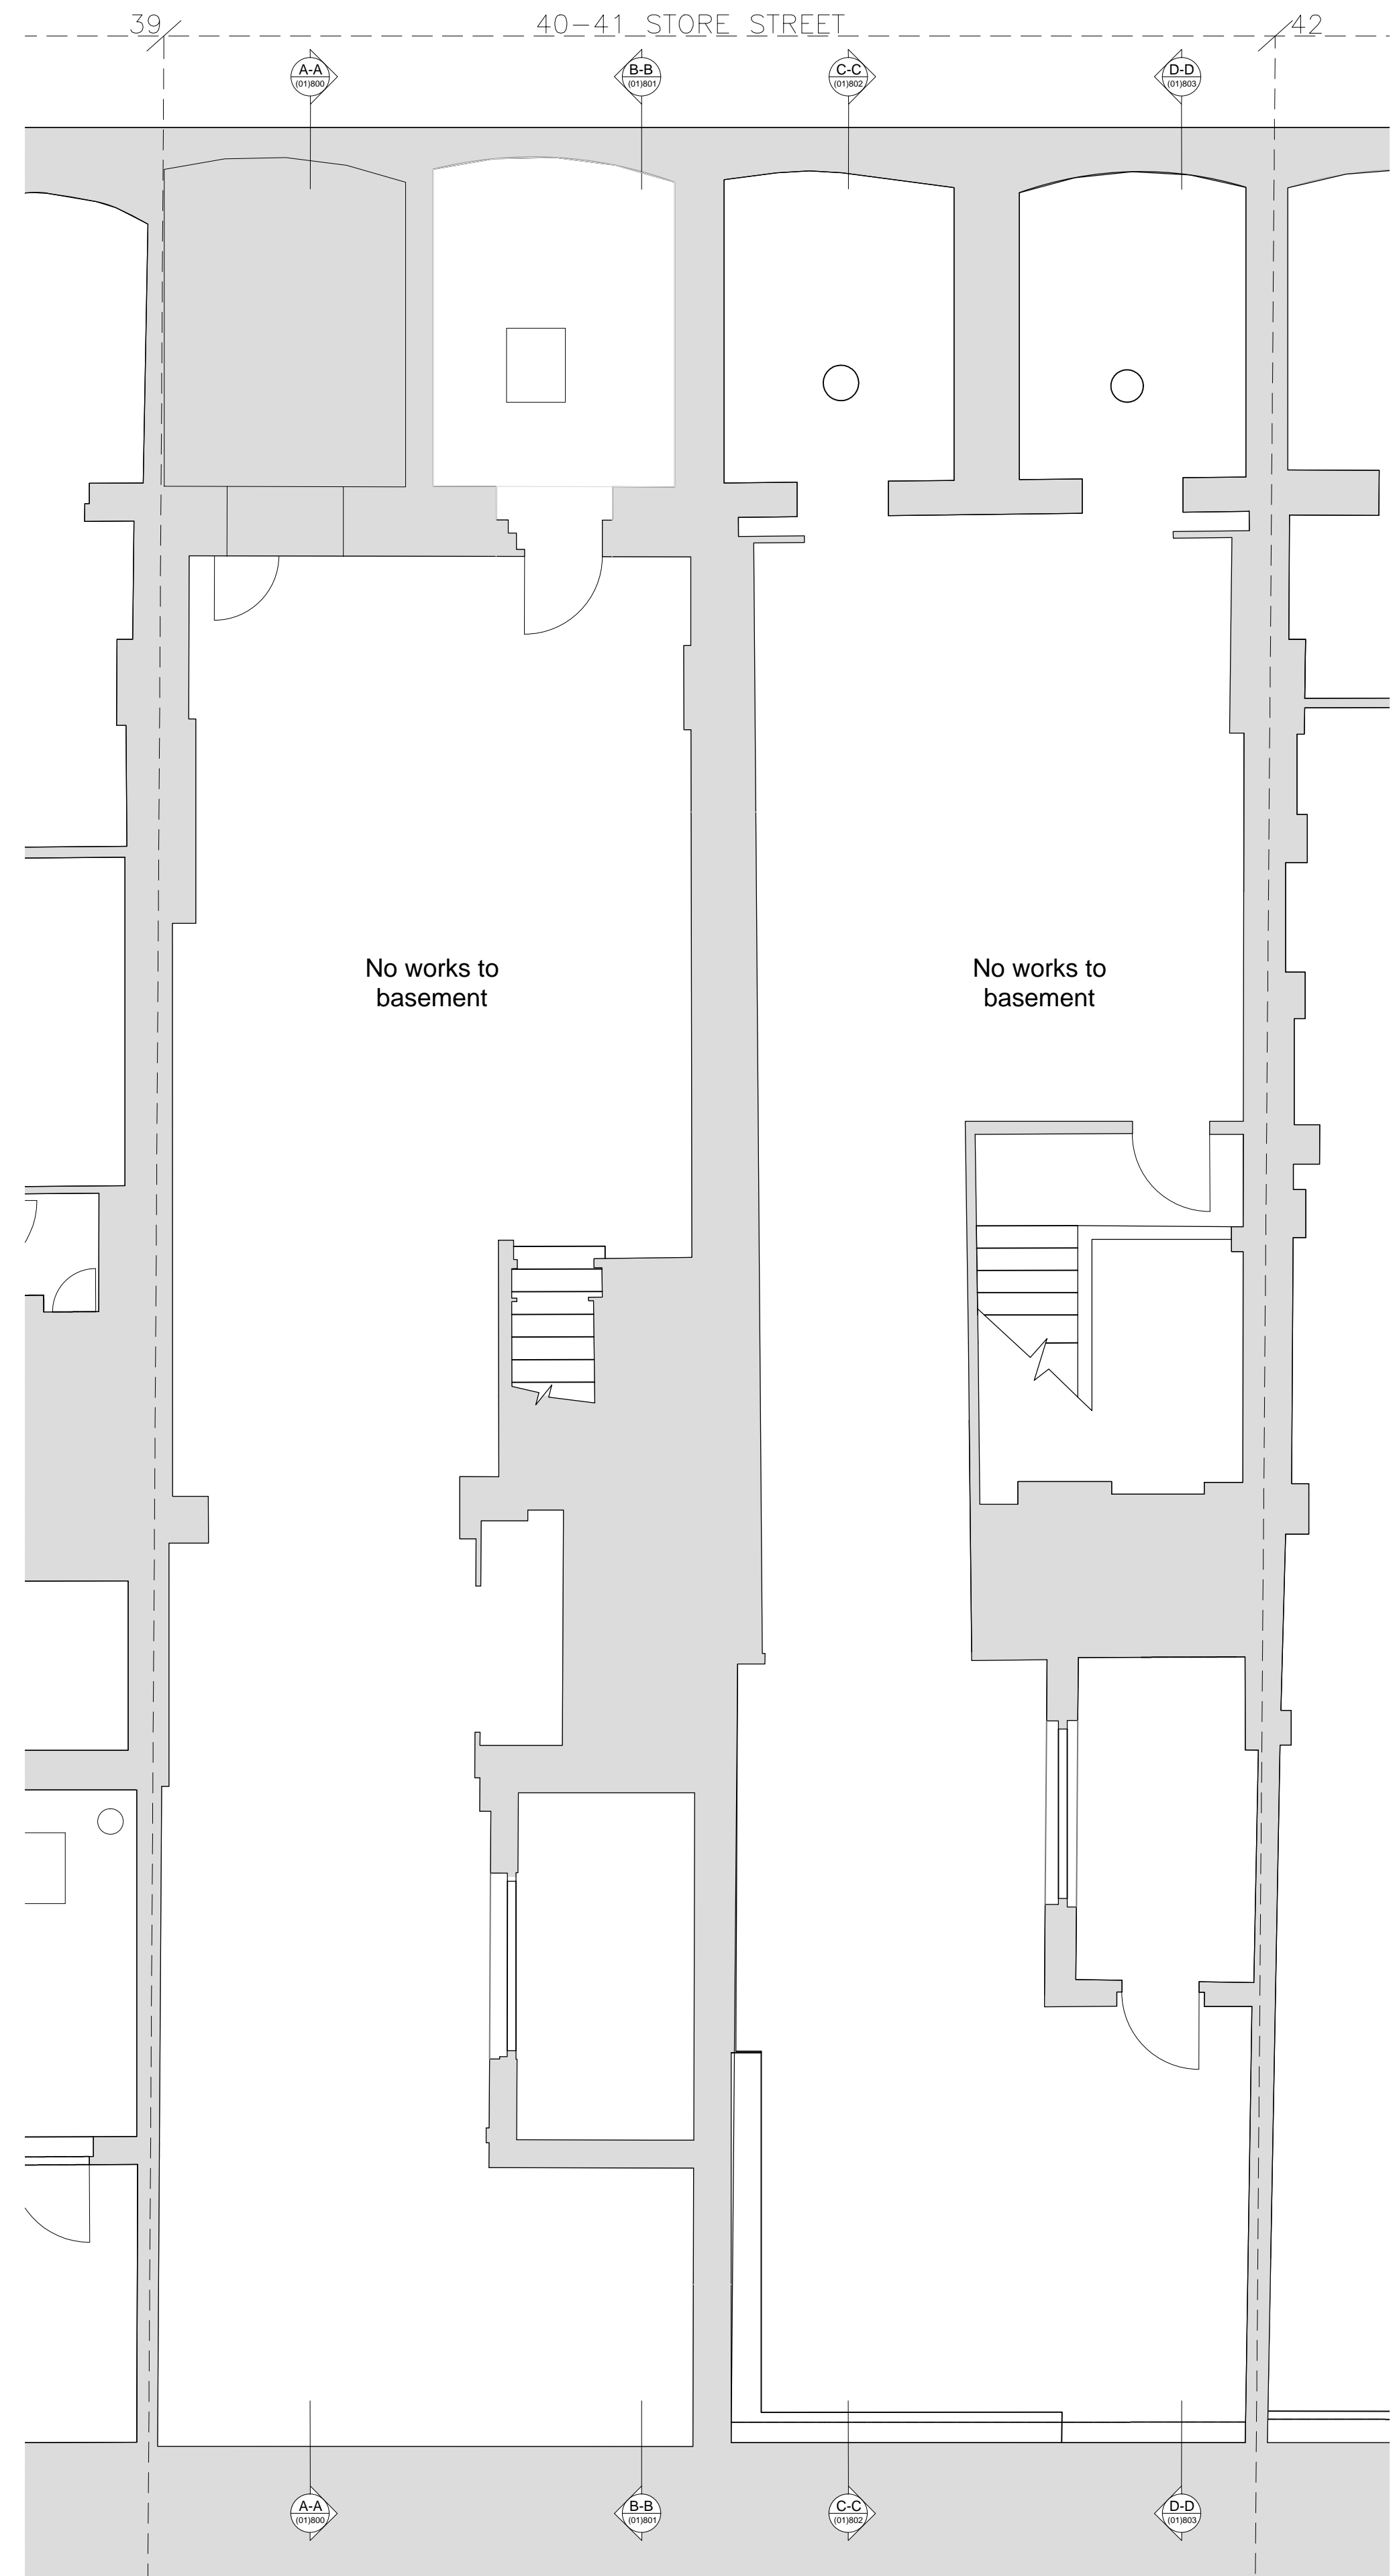 39 40-41 STORE STREET 42
A-A B-B C-C D-D
(01)800 (01)801 (01)802 (01)803
No works to
basement
No works to
basement
A-A B-B C-C D-D
(01)800 (01)801 (01)802 (01)803